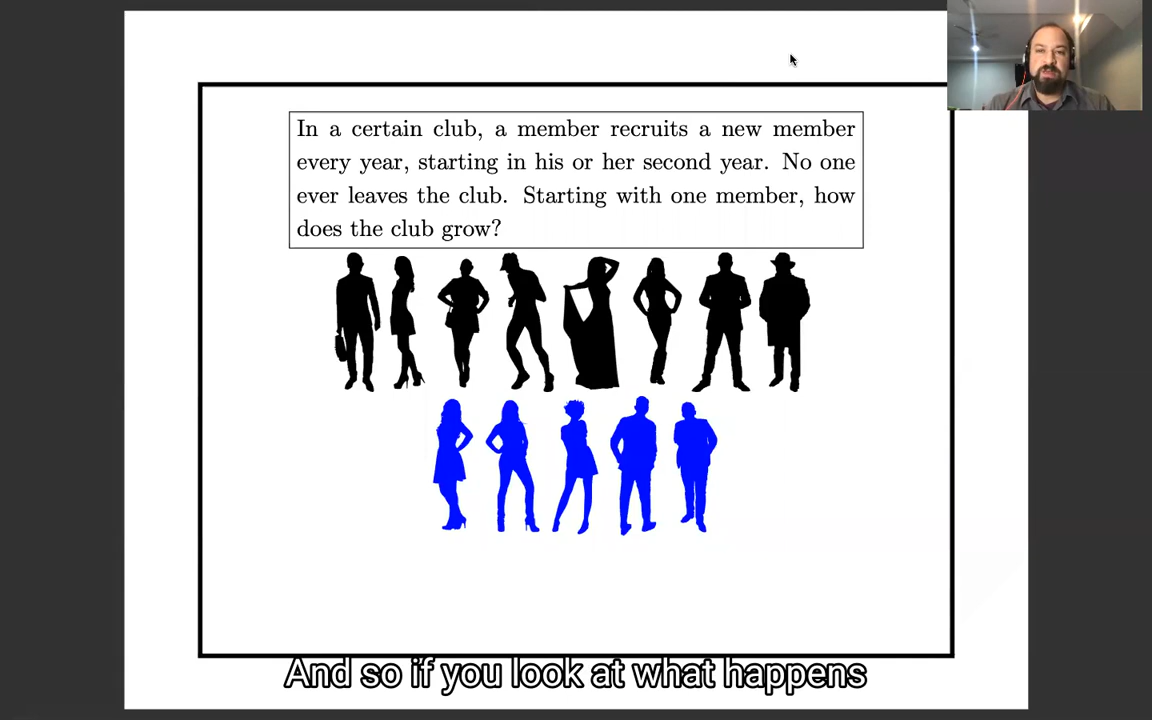 In a certain club, a member recruits a new member
every year, starting in his or her second year. No one
ever leaves the club. Starting with one member, how
does the club grow?
And so if you look at what happens